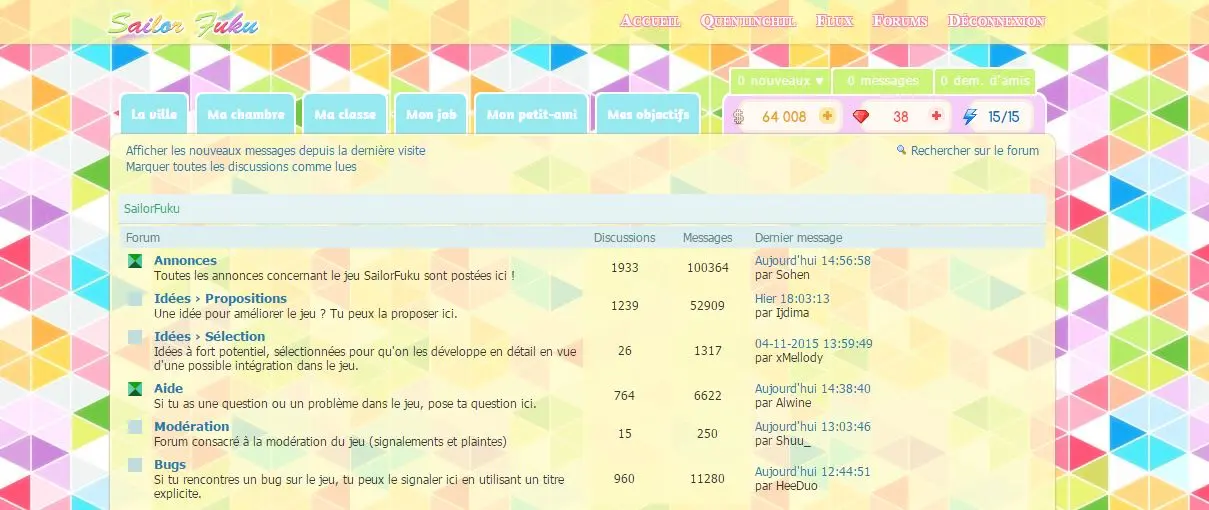 Sailor Fuku
Accueil Quentinchil Flux Forums Déconnexion
0 nouveaux ♥ 0 messages 0 dem. d'amis
La ville Ma chambre Ma classe Mon job Mon petit-ami Mes objectifs
64 008 + 38 + 15/15
Afficher les nouveaux messages depuis la dernière visite
Rechercher sur le forum
Marquer toutes les discussions comme lues
SailorFuku
Forum Discussions Messages Dernier message
Annonces
Toutes les annonces concernant le jeu SailorFuku sont postées ici !
1933 100364
Aujourd'hui 14:56:58
par Sohen
Idées › Propositions
Une idée pour améliorer le jeu ? Tu peux la proposer ici.
1239 52909
Hier 18:03:13
par Ijdima
Idées › Sélection
Idées à fort potentiel, sélectionnées pour qu'on les développe en détail en vue
d'une possible intégration dans le jeu.
26 1317
04-11-2015 13:59:49
par xMellody
Aide
Si tu as une question ou un problème dans le jeu, pose ta question ici.
764 6622
Aujourd'hui 14:38:40
par Alwine
Modération
Forum consacré à la modération du jeu (signalements et plaintes)
15 250
Aujourd'hui 13:03:46
par Shuu_
Bugs
Si tu rencontres un bug sur le jeu, tu peux le signaler ici en utilisant un titre
explicite.
960 11280
Aujourd'hui 12:44:51
par HeeDuo